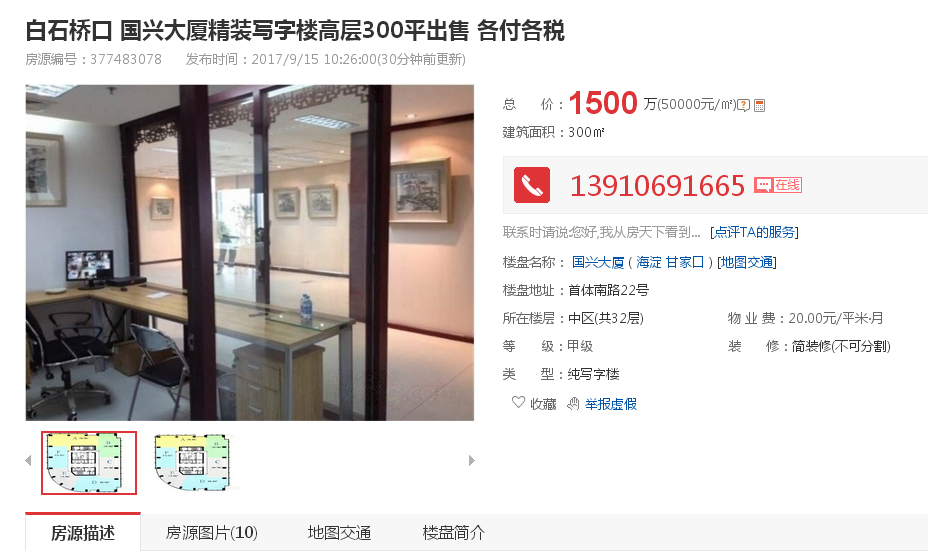 白石桥口 国兴大厦精装写字楼高层300平出售 各付各税
房源编号：377483078 发布时间：2017/9/15 10:26:00(30分钟前更新)
总 价：1500 万(50000元/㎡)
建筑面积：300㎡
13910691665 在线
联系时请说:您好,我从房天下看到... [点评TA的服务]
楼盘名称： 国兴大厦 ( 海淀 甘家口 ) [地图交通]
楼盘地址：首体南路22号
所在楼层：中区(共32层) 物 业 费：20.00元/平米·月
等 级：甲级 装 修：简装修(不可分割)
类 型：纯写字楼
收藏 举报虚假
房源描述 房源图片(10) 地图交通 楼盘简介